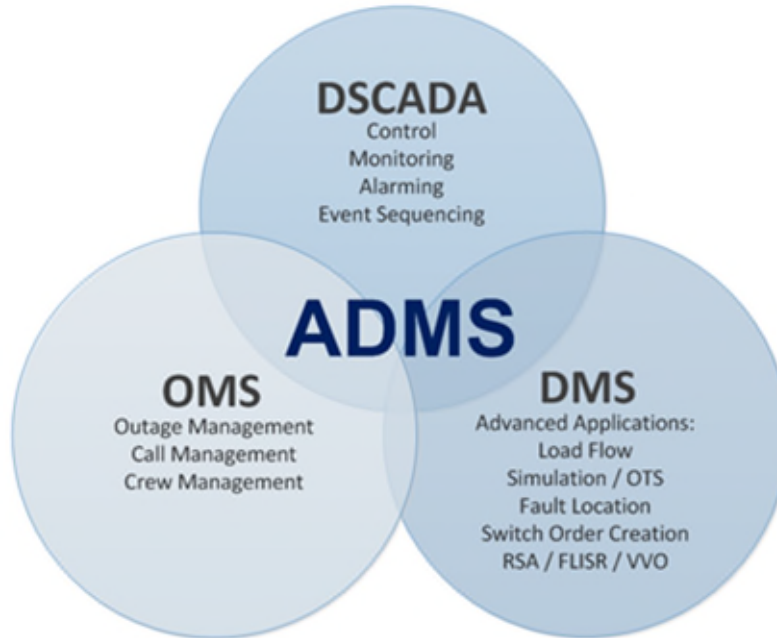 DSCADA
Control
Monitoring
Alarming
Event Sequencing
ADMS
OMS
Outage Management
Call Management
Crew Management
DMS
Advanced Applications:
Load Flow
Simulation / OTS
Fault Location
Switch Order Creation
RSA / FLISR / VVO